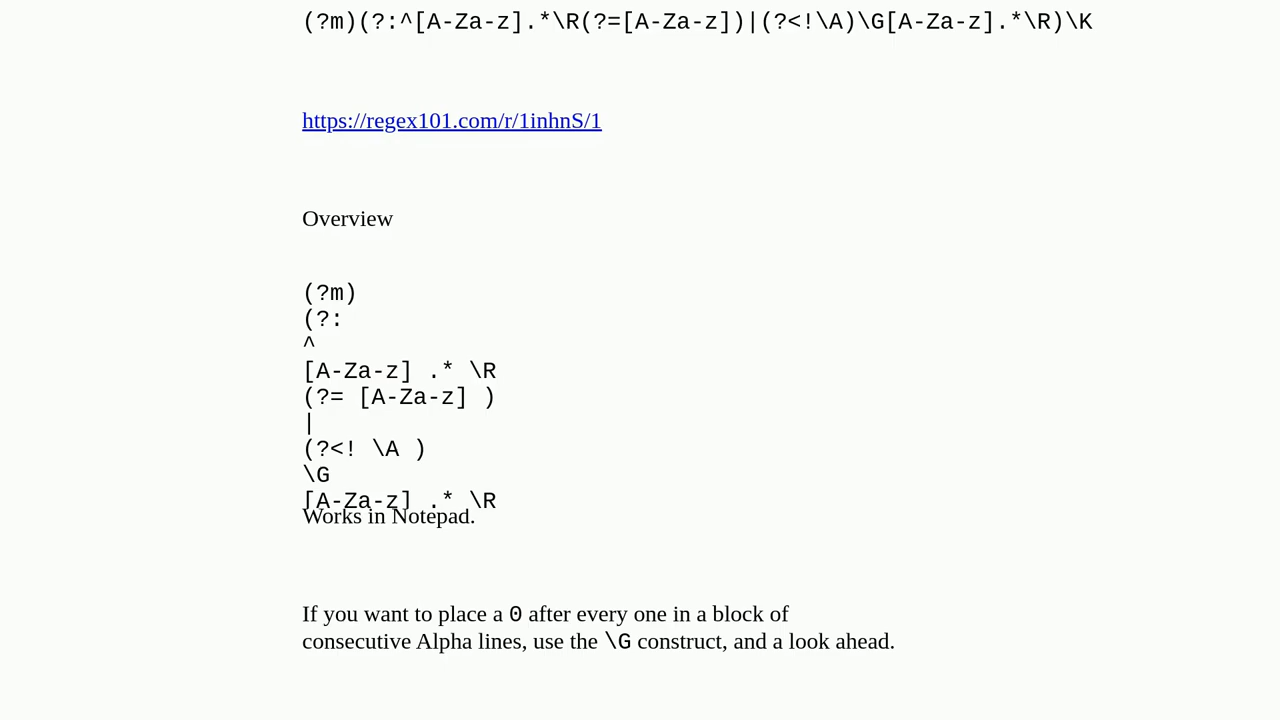 (?m)(?:^[A-Za-z].*\R(?=[A-Za-z])|(?<!\A)\G[A-Za-z].*\R)\K
https://regex101.com/r/1inhnS/1
Overview
(?m)
(?:
^
[A-Za-z] .* \R
(?= [A-Za-z] )
|
(?<! \A )
\G
[A-Za-z] .* \R
Works in Notepad.
If you want to place a 0 after every one in a block of
consecutive Alpha lines, use the \G construct, and a look ahead.